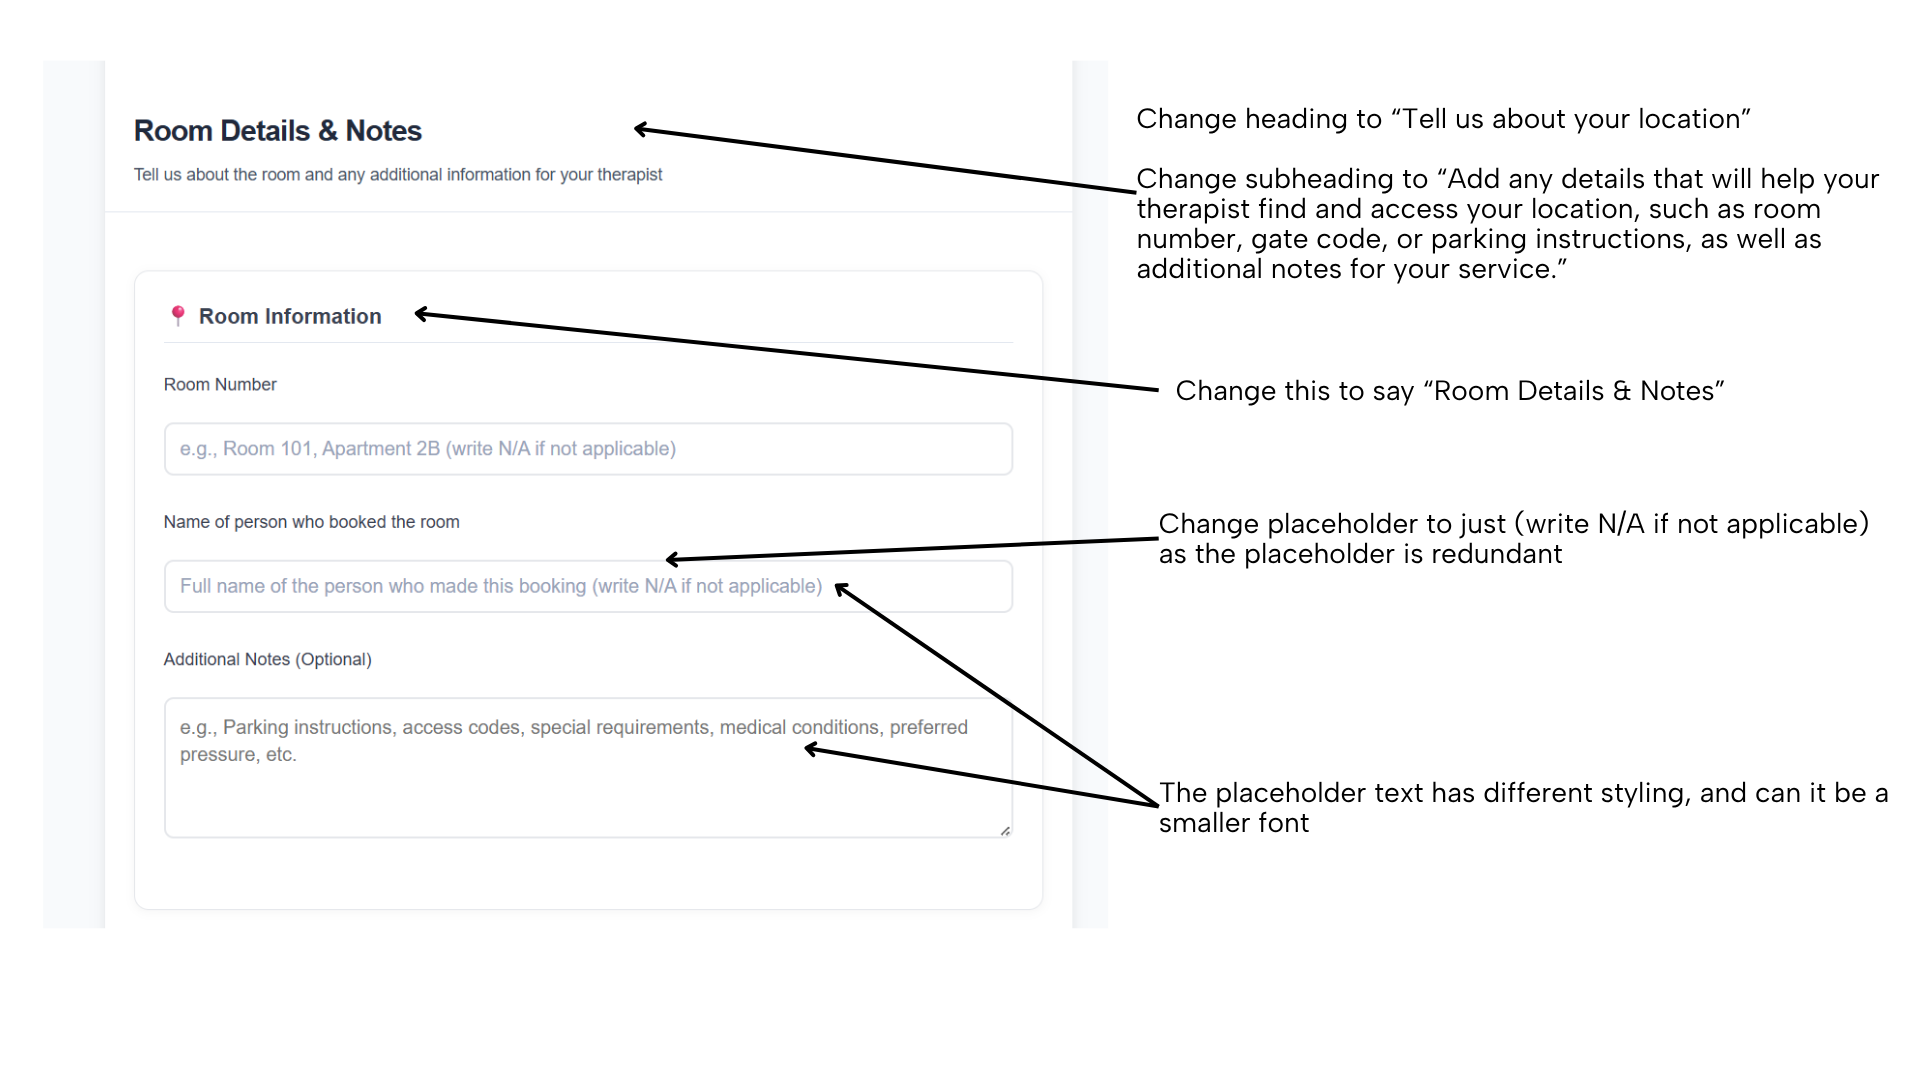 Room Details & Notes
Tell us about the room and any additional information for your therapist
📍 Room Information
Room Number
e.g., Room 101, Apartment 2B (write N/A if not applicable)
Name of person who booked the room
Full name of the person who made this booking (write N/A if not applicable)
Additional Notes (Optional)
e.g., Parking instructions, access codes, special requirements, medical conditions, preferred
pressure, etc.
Change heading to “Tell us about your location”
Change subheading to “Add any details that will help your
therapist find and access your location, such as room
number, gate code, or parking instructions, as well as
additional notes for your service.”
Change this to say “Room Details & Notes”
Change placeholder to just (write N/A if not applicable)
as the placeholder is redundant
The placeholder text has different styling, and can it be a
smaller font